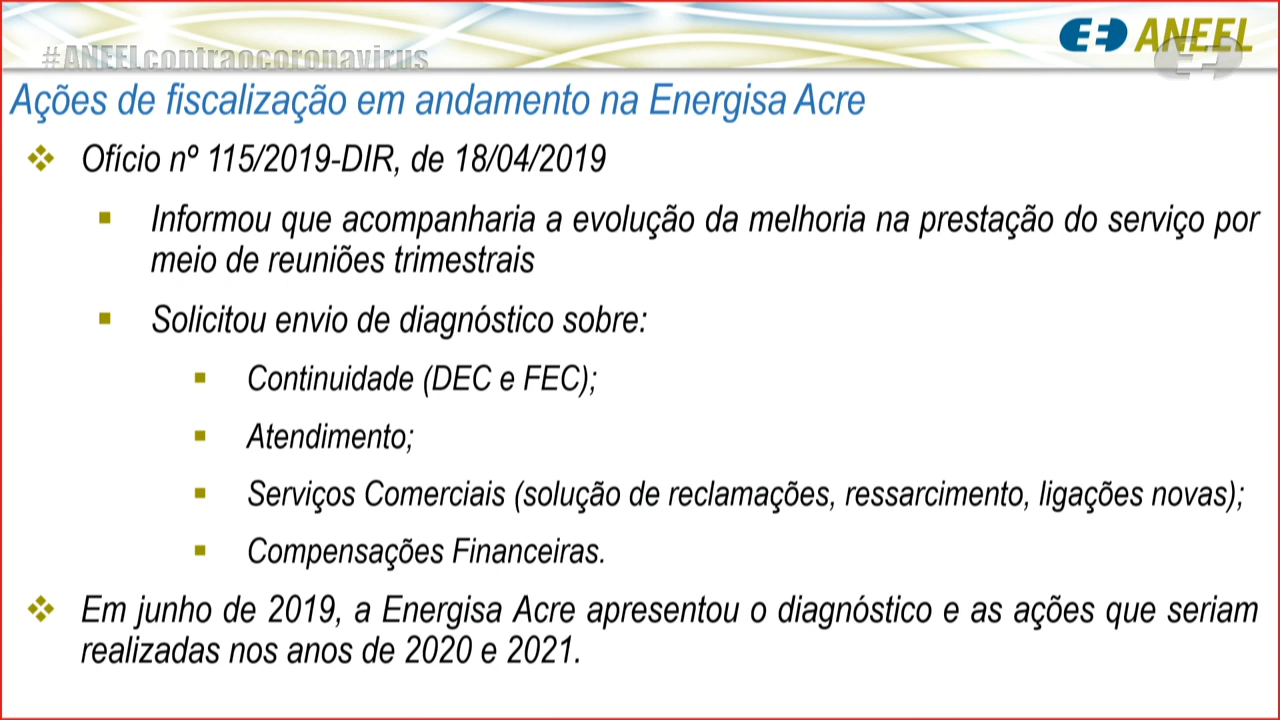 #ANEELcontraocoronavirus
ANEEL
Ações de fiscalização em andamento na Energisa Acre
Ofício nº 115/2019-DIR, de 18/04/2019
Informou que acompanharia a evolução da melhoria na prestação do serviço por
meio de reuniões trimestrais
Solicitou envio de diagnóstico sobre:
Continuidade (DEC e FEC);
Atendimento;
Serviços Comerciais (solução de reclamações, ressarcimento, ligações novas);
Compensações Financeiras.
Em junho de 2019, a Energisa Acre apresentou o diagnóstico e as ações que seriam
realizadas nos anos de 2020 e 2021.